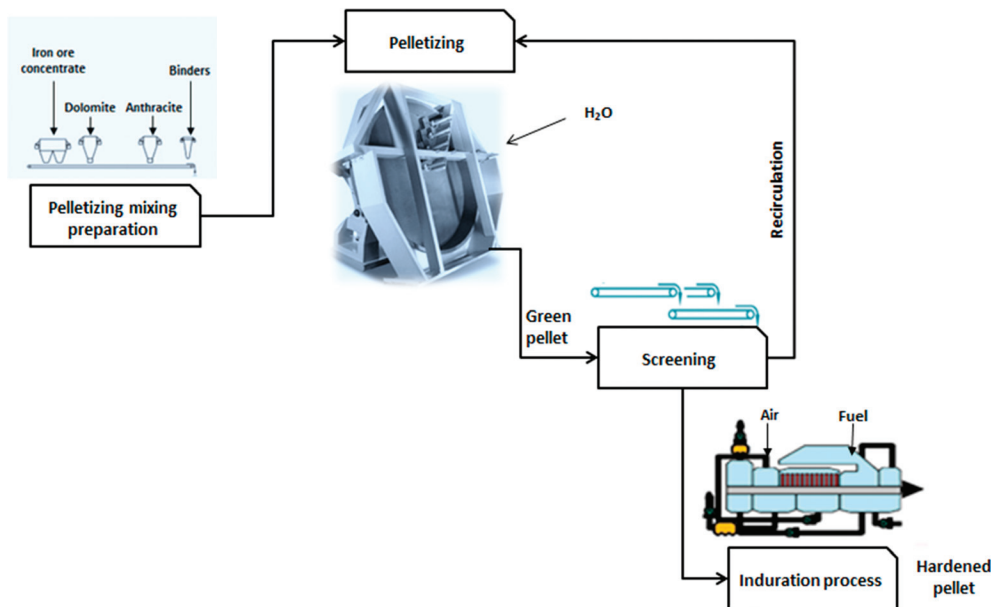 Iron ore
concentrate
Binders
Dolomite
Anthracite
Pelletizing mixing
preparation
Pelletizing
H₂O
Recirculation
Green
pellet
Screening
Air
Fuel
Induration process
Hardened
pellet